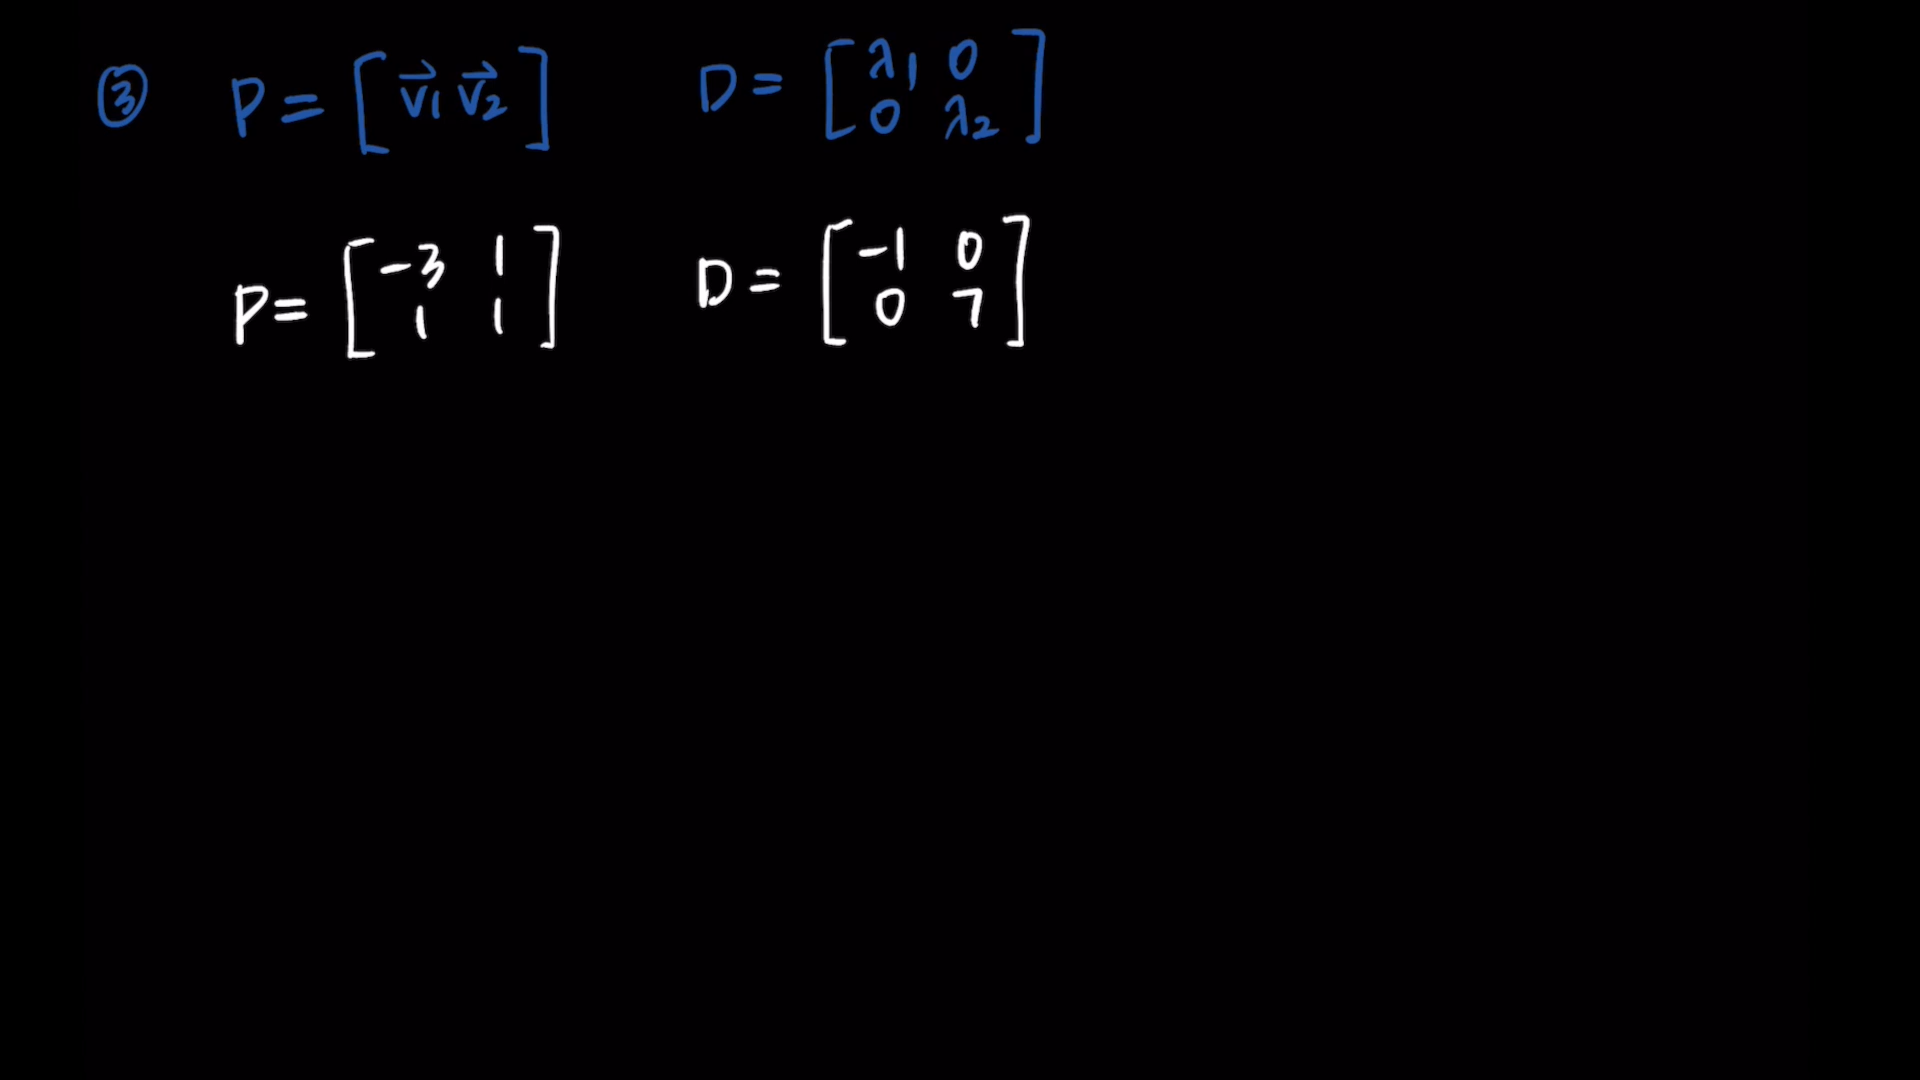 ③ P = [v⃗1 v⃗2] D = [λ1 0
0 λ2]
P = [-3 1
1 1] D = [-1 0
0 7]